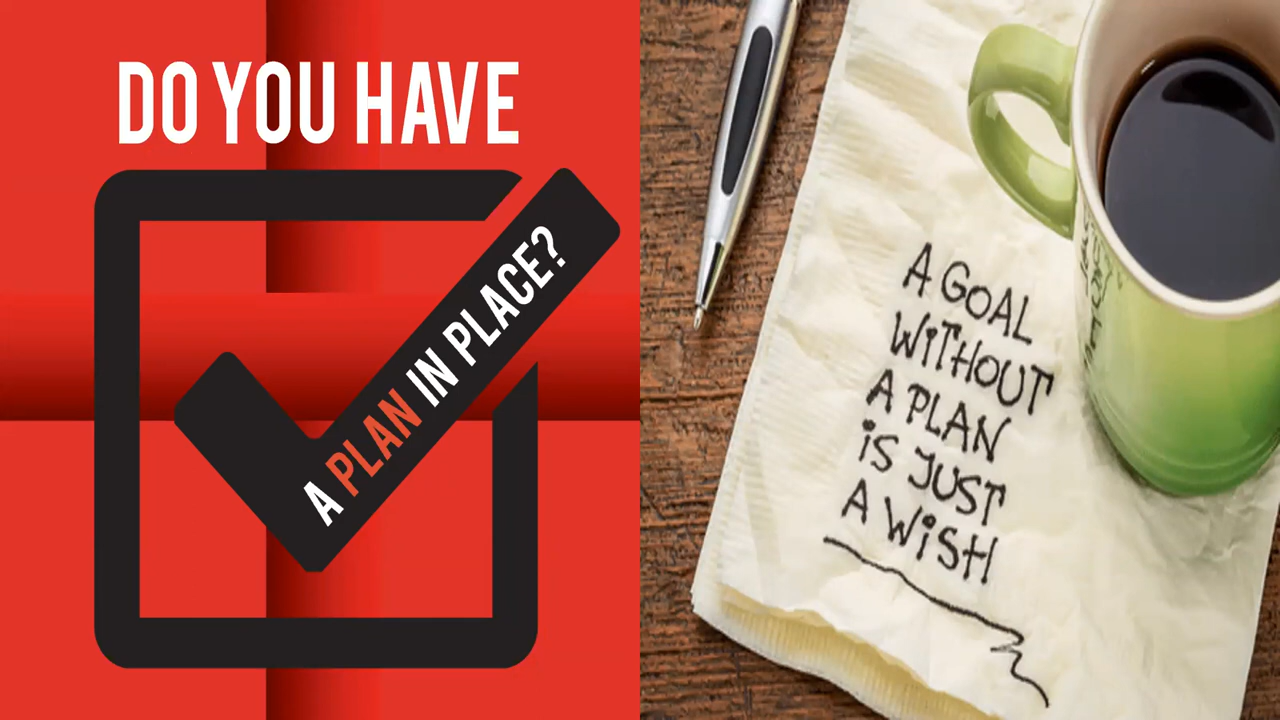 DO YOU HAVE
A PLAN IN PLACE?
A GOAL
WITHOUT
A PLAN
iS JUST
A WiSH